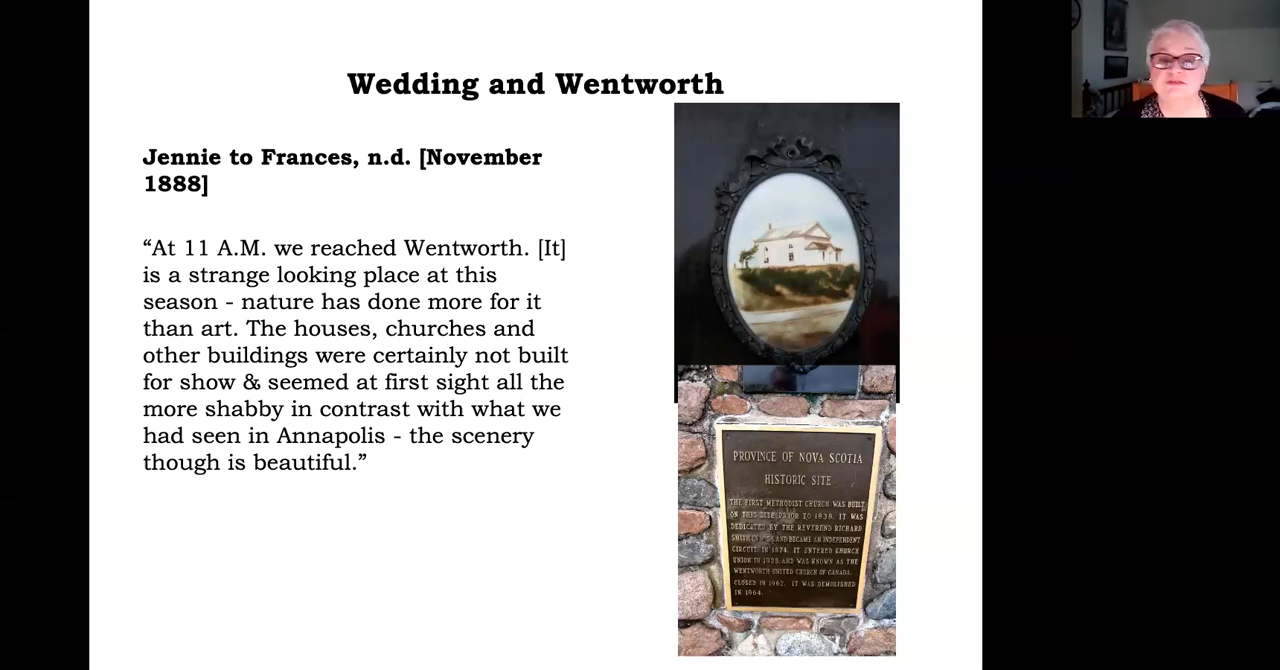 Wedding and Wentworth
Jennie to Frances, n.d. [November
1888]
“At 11 A.M. we reached Wentworth. [It]
is a strange looking place at this
season - nature has done more for it
than art. The houses, churches and
other buildings were certainly not built
for show & seemed at first sight all the
more shabby in contrast with what we
had seen in Annapolis - the scenery
though is beautiful.”
PROVINCE OF NOVA SCOTIA
HISTORIC SITE
THE FIRST METHODIST CHURCH WAS BUILT
ON THIS SITE PRIOR TO 1838. IT WAS
DEDICATED BY THE REVEREND RICHARD
AND BECAME AN INDEPENDENT
CIRCUIT IN 1874. IT ENTERED CHURCH
UNION IN 1925 AND WAS KNOWN AS THE
WENTWORTH UNITED CHURCH OF CANADA.
CLOSED IN 1962. IT WAS DEMOLISHED
IN 1964.